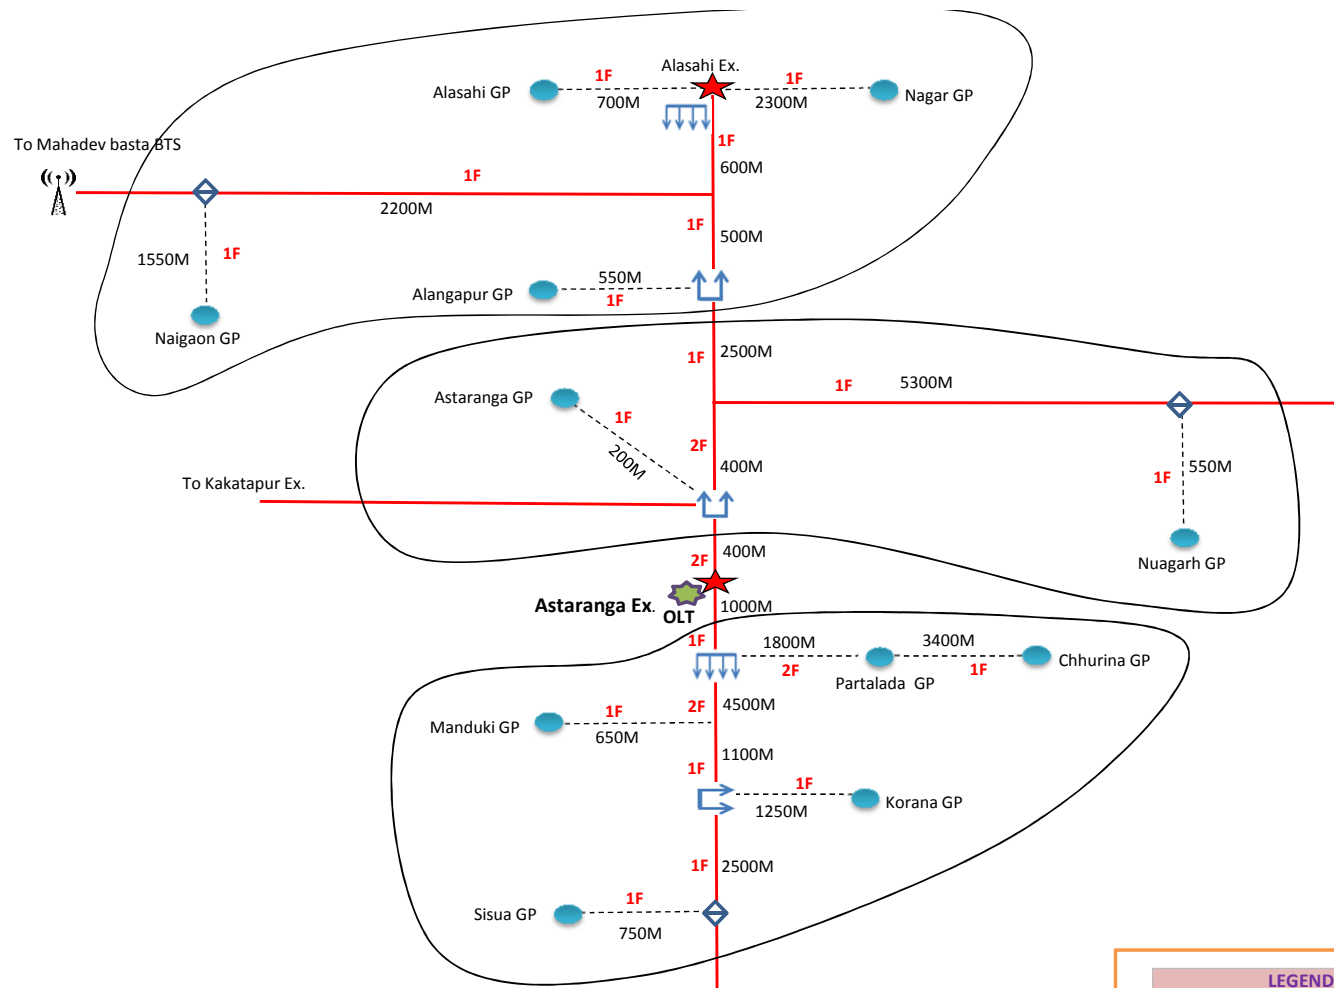 Alasahi Ex.
1F
1F
Alasahi GP
700M
2300M
Nagar GP
To Mahadev basta BTS
1F
600M
1F
2200M
1F
500M
1550M
1F
550M
Alangapur GP
1F
Naigaon GP
1F
2500M
1F
5300M
Astaranga GP
1F
200M
2F
400M
1F
550M
To Kakatapur Ex.
2F
400M
Nuagarh GP
Astaranga Ex.
OLT
1000M
1F
1800M
3400M
2F
1F
Chhurina GP
Partalada GP
2F
4500M
1F
Manduki GP
650M
1100M
1F
1F
1250M
Korana GP
1F
2500M
1F
Sisua GP
750M
LEGEND